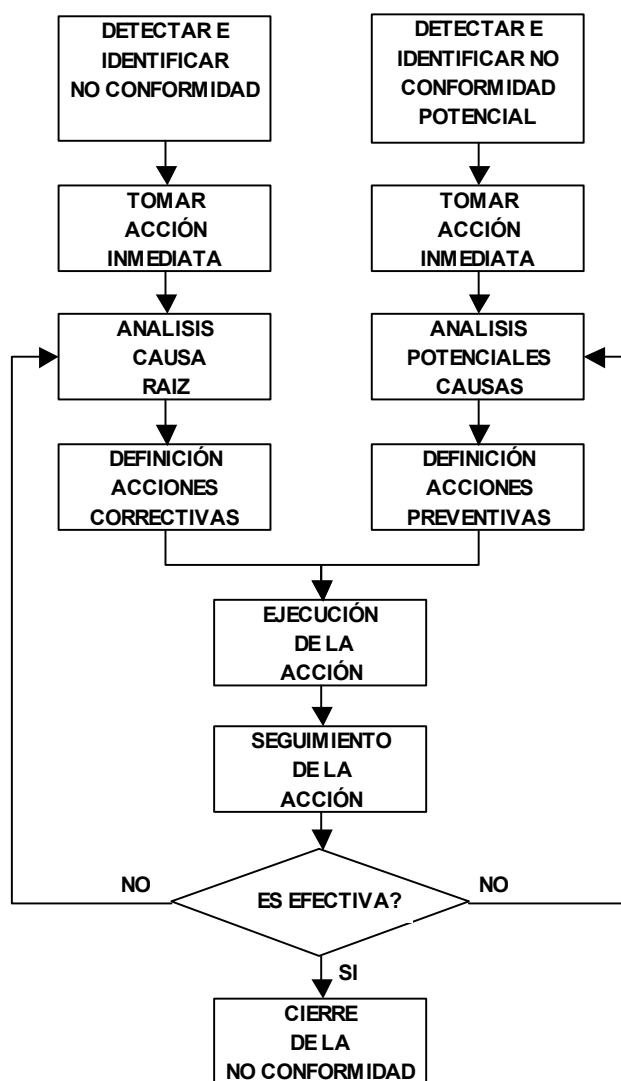 DETECTAR E
IDENTIFICAR
NO CONFORMIDAD
DETECTAR E
IDENTIFICAR NO
CONFORMIDAD
POTENCIAL
TOMAR
ACCIÓN
INMEDIATA
TOMAR
ACCIÓN
INMEDIATA
ANALISIS
CAUSA
RAIZ
ANALISIS
POTENCIALES
CAUSAS
DEFINICIÓN
ACCIONES
CORRECTIVAS
DEFINICIÓN
ACCIONES
PREVENTIVAS
EJECUCIÓN
DE LA
ACCIÓN
SEGUIMIENTO
DE LA
ACCIÓN
NO
ES EFECTIVA?
NO
SI
CIERRE
DE LA
NO CONFORMIDAD